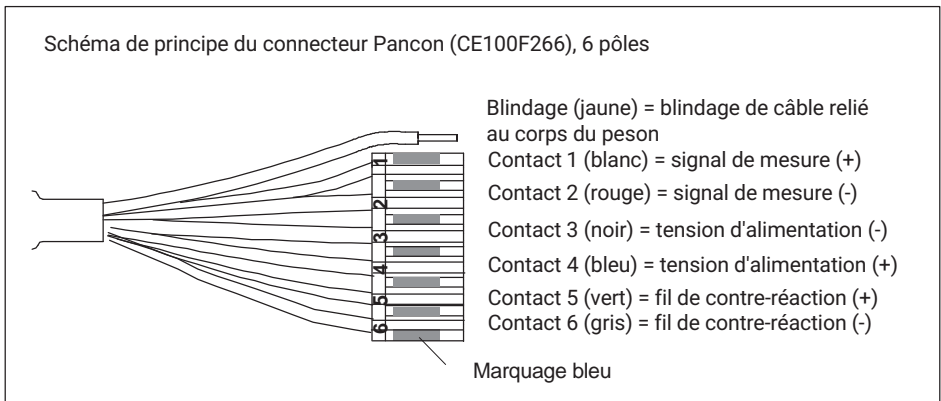 Schéma de principe du connecteur Pancon (CE100F266), 6 pôles
Blindage (jaune) = blindage de câble relié
au corps du peson
Contact 1 (blanc) = signal de mesure (+)
Contact 2 (rouge) = signal de mesure (-)
Contact 3 (noir) = tension d'alimentation (-)
Contact 4 (bleu) = tension d'alimentation (+)
Contact 5 (vert) = fil de contre-réaction (+)
Contact 6 (gris) = fil de contre-réaction (-)
1
2
3
4
5
6
Marquage bleu